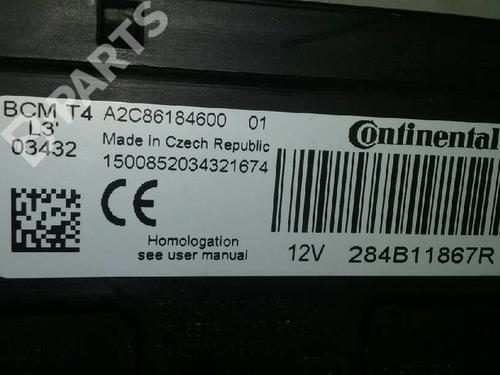 BCM T4 A2C86184600 01
L3'
03432
Made in Czech Republic
1500852034321674
Continental
CE
Homologation
see user manual
12V 284B11867R
PARTS